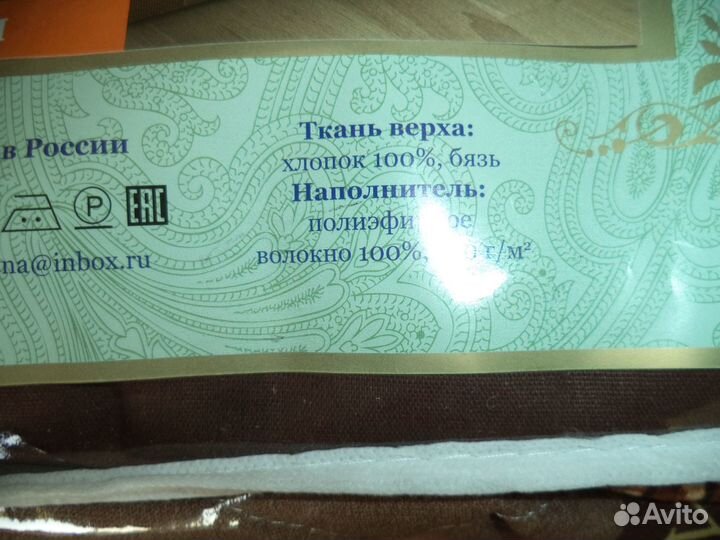 в России
Ткань верха:
хлопок 100%, бязь
Наполнитель:
EAC
волокно 100%, г/м²
na@inbox.ru
Avito